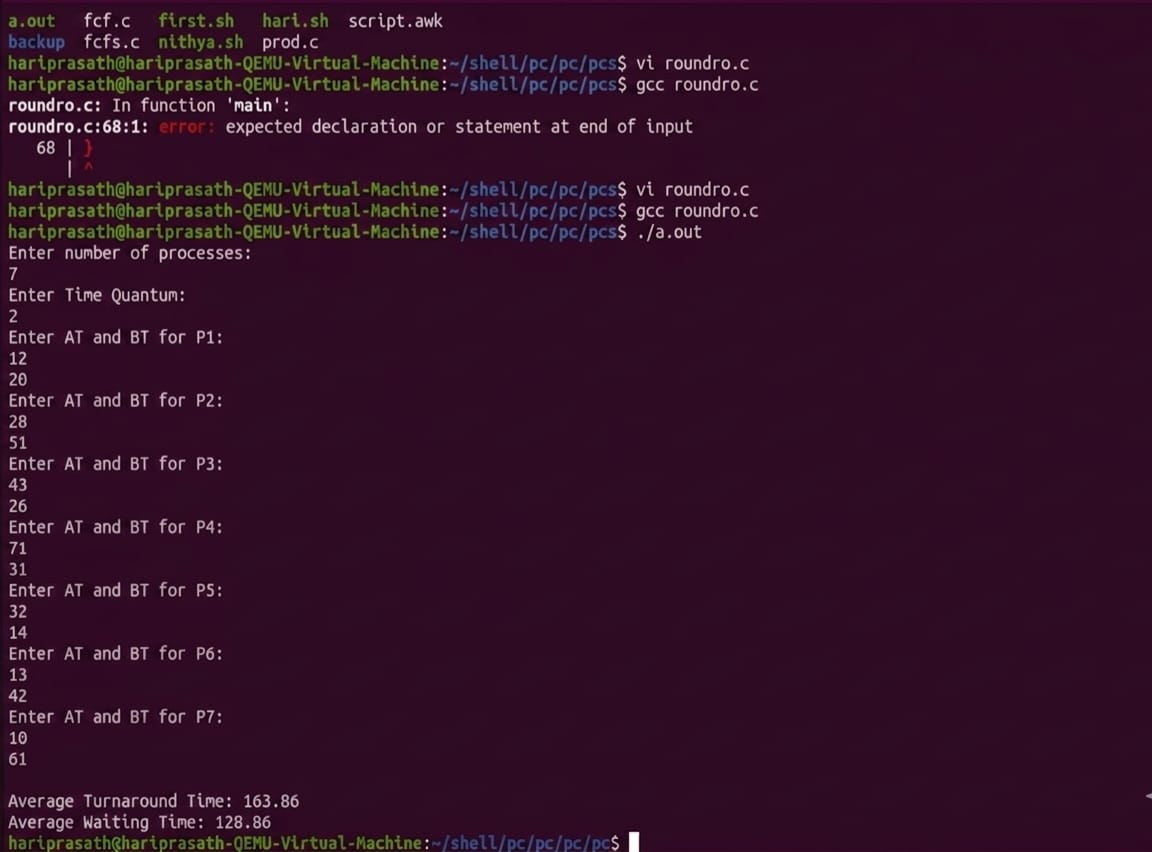 a.out   fcf.c   first.sh   hari.sh  script.awk
backup  fcfs.c  nithya.sh  prod.c
hariprasath@hariprasath-QEMU-Virtual-Machine:~/shell/pc/pc/pcs$ vi roundro.c
hariprasath@hariprasath-QEMU-Virtual-Machine:~/shell/pc/pc/pcs$ gcc roundro.c
roundro.c: In function 'main':
roundro.c:68:1: error: expected declaration or statement at end of input
   68 | }
      | ^
hariprasath@hariprasath-QEMU-Virtual-Machine:~/shell/pc/pc/pcs$ vi roundro.c
hariprasath@hariprasath-QEMU-Virtual-Machine:~/shell/pc/pc/pcs$ gcc roundro.c
hariprasath@hariprasath-QEMU-Virtual-Machine:~/shell/pc/pc/pcs$ ./a.out
Enter number of processes:
7
Enter Time Quantum:
2
Enter AT and BT for P1:
12
20
Enter AT and BT for P2:
28
51
Enter AT and BT for P3:
43
26
Enter AT and BT for P4:
71
31
Enter AT and BT for P5:
32
14
Enter AT and BT for P6:
13
42
Enter AT and BT for P7:
10
61
Average Turnaround Time: 163.86
Average Waiting Time: 128.86
hariprasath@hariprasath-QEMU-Virtual-Machine:~/shell/pc/pc/pc/pc$